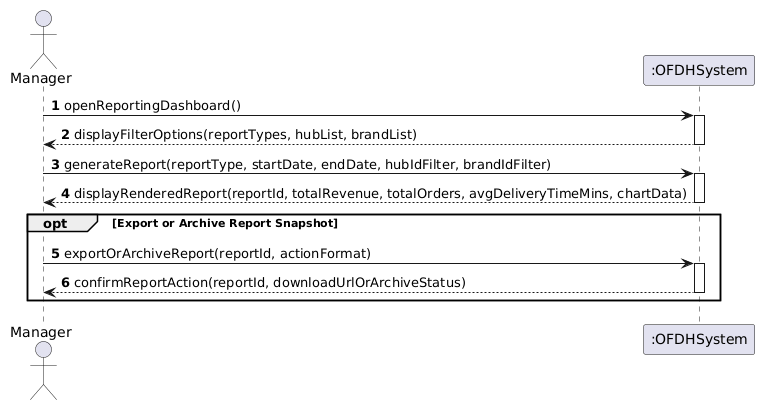 Manager
:OFDHSystem
1 openReportingDashboard()
2 displayFilterOptions(reportTypes, hubList, brandList)
3 generateReport(reportType, startDate, endDate, hubIdFilter, brandIdFilter)
4 displayRenderedReport(reportId, totalRevenue, totalOrders, avgDeliveryTimeMins, chartData)
opt [Export or Archive Report Snapshot]
5 exportOrArchiveReport(reportId, actionFormat)
6 confirmReportAction(reportId, downloadUrlOrArchiveStatus)
Manager
:OFDHSystem